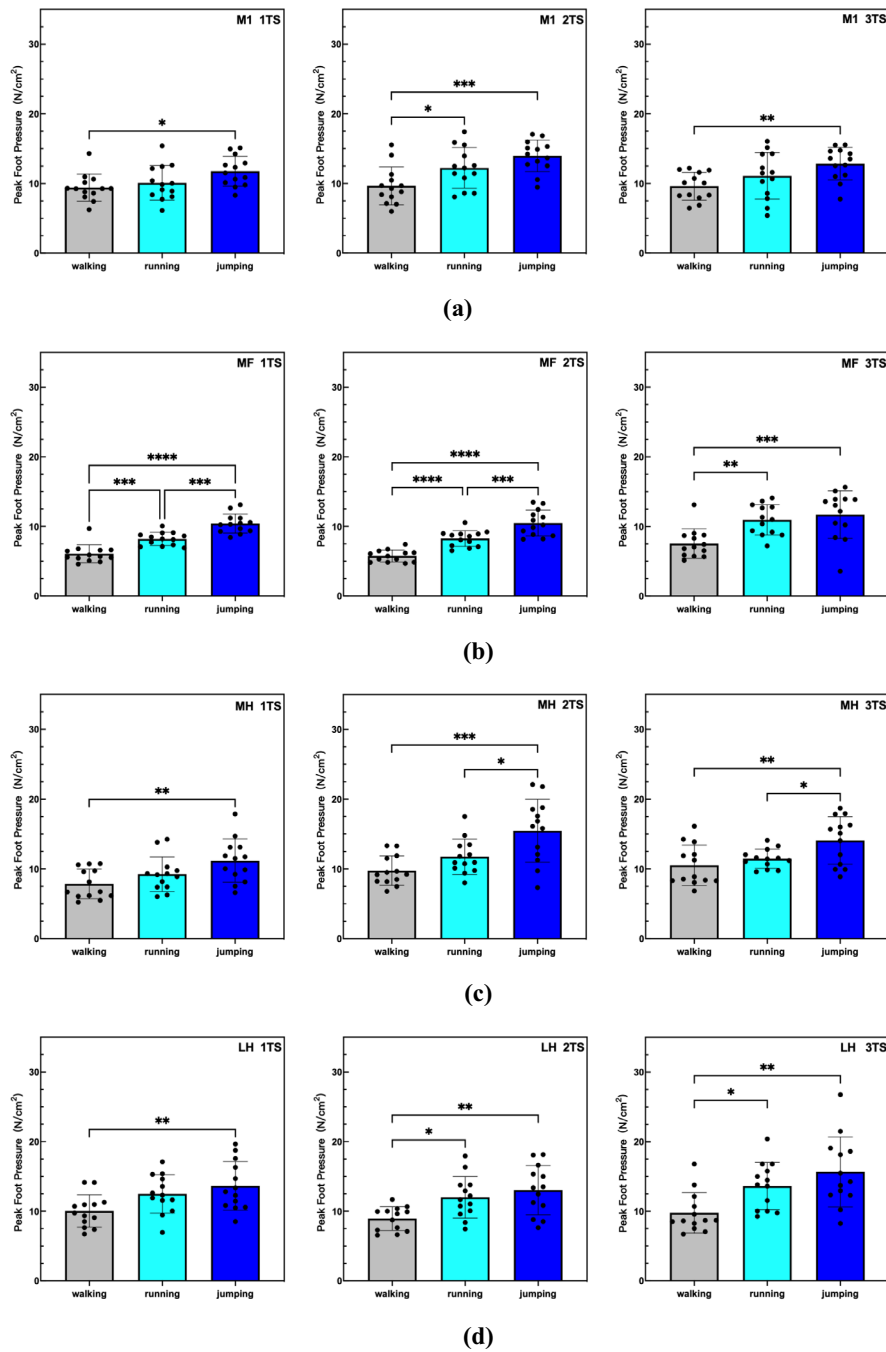 M1 1TS
Peak Foot Pressure (N/cm²)
30
20
10
0
*
walking running jumping
M1 2TS
Peak Foot Pressure (N/cm²)
30
20
10
0
***
*
walking running jumping
M1 3TS
Peak Foot Pressure (N/cm²)
30
20
10
0
**
walking running jumping
(a)
MF 1TS
Peak Foot Pressure (N/cm²)
30
20
10
0
****
*** ***
walking running jumping
MF 2TS
Peak Foot Pressure (N/cm²)
30
20
10
0
****
**** ***
walking running jumping
MF 3TS
Peak Foot Pressure (N/cm²)
30
20
10
0
***
**
walking running jumping
(b)
MH 1TS
Peak Foot Pressure (N/cm²)
30
20
10
0
**
walking running jumping
MH 2TS
Peak Foot Pressure (N/cm²)
30
20
10
0
***
*
walking running jumping
MH 3TS
Peak Foot Pressure (N/cm²)
30
20
10
0
**
*
walking running jumping
(c)
LH 1TS
Peak Foot Pressure (N/cm²)
30
20
10
0
**
walking running jumping
LH 2TS
Peak Foot Pressure (N/cm²)
30
20
10
0
**
*
walking running jumping
LH 3TS
Peak Foot Pressure (N/cm²)
30
20
10
0
**
*
walking running jumping
(d)